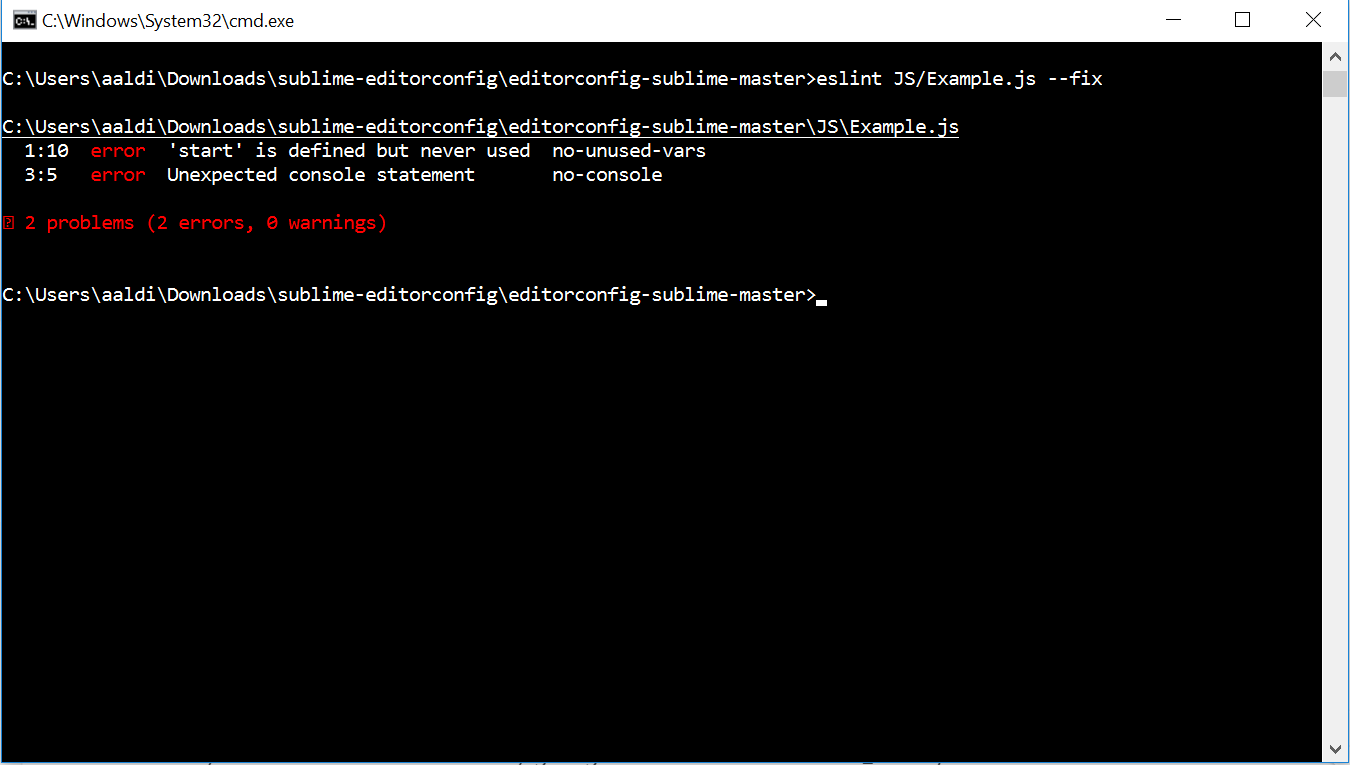 C:\Windows\System32\cmd.exe
C:\Users\aaldi\Downloads\sublime-editorconfig\editorconfig-sublime-master>eslint JS/Example.js --fix
C:\Users\aaldi\Downloads\sublime-editorconfig\editorconfig-sublime-master\JS\Example.js
1:10 error 'start' is defined but never used no-unused-vars
3:5 error Unexpected console statement no-console
2 problems (2 errors, 0 warnings)
C:\Users\aaldi\Downloads\sublime-editorconfig\editorconfig-sublime-master>